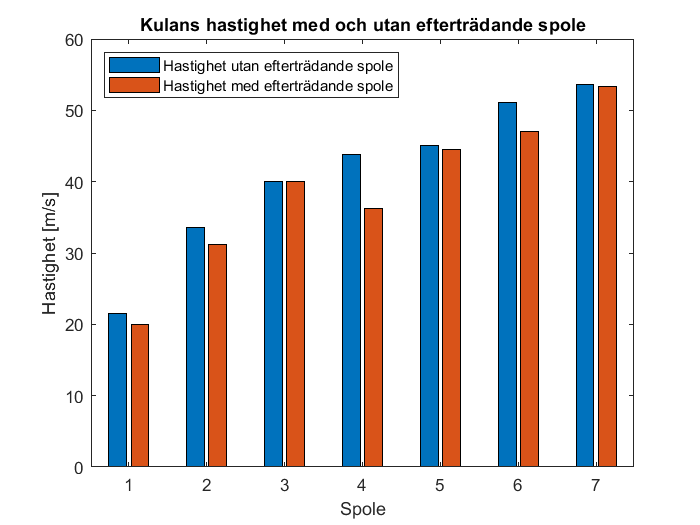 Kulans hastighet med och utan efterträdande spole
Hastighet utan efterträdande spole
Hastighet med efterträdande spole
Hastighet [m/s]
60
50
40
30
20
10
0
1 2 3 4 5 6 7
Spole